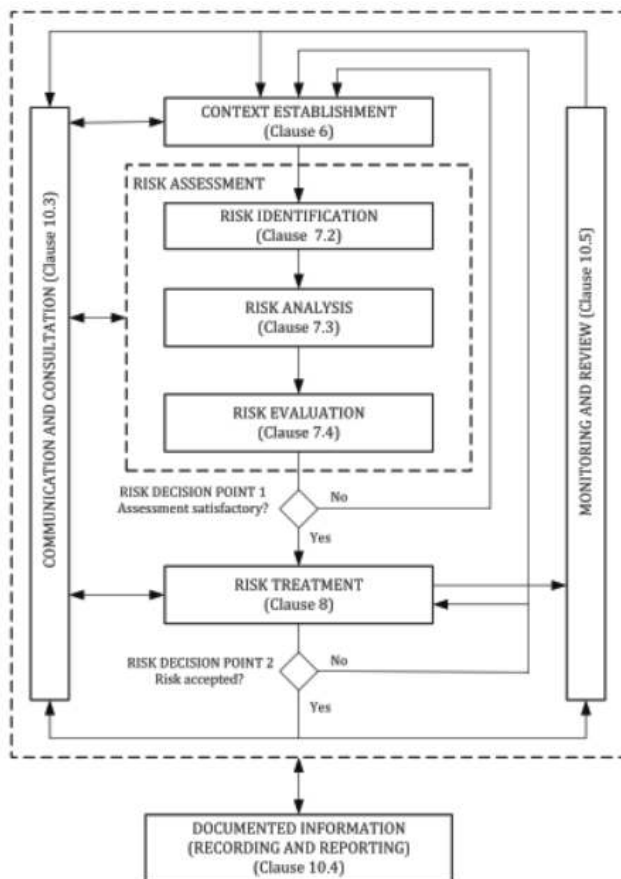 CONTEXT ESTABLISHMENT
(Clause 6)
RISK ASSESSMENT
RISK IDENTIFICATION
(Clause 7.2)
RISK ANALYSIS
(Clause 7.3)
RISK EVALUATION
(Clause 7.4)
COMMUNICATION AND CONSULTATION (Clause 10.3)
MONITORING AND REVIEW (Clause 10.5)
RISK DECISION POINT 1
Assessment satisfactory?
No
Yes
RISK TREATMENT
(Clause 8)
RISK DECISION POINT 2
Risk accepted?
No
Yes
DOCUMENTED INFORMATION
(RECORDING AND REPORTING)
(Clause 10.4)